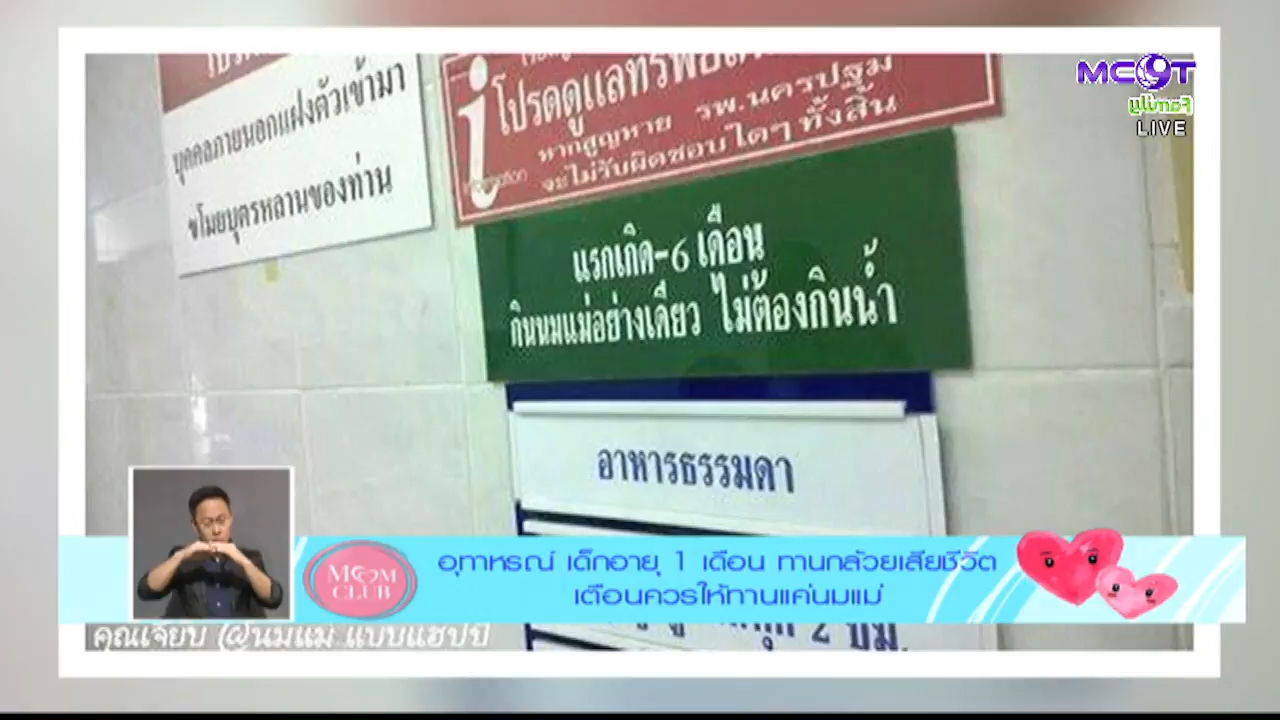 บุคคลภายนอกแฝงตัวเข้ามา
ขโมยบุตรหลานของท่าน
i
information
โปรดดูแลทรัพย์สิน
หากสูญหาย รพ.นครปฐม
จะไม่รับผิดชอบใดๆ ทั้งสิ้น
แรกเกิด-6 เดือน
กินนมแม่อย่างเดียว ไม่ต้องกินน้ำ
อาหารธรรมดา
2 ชม.
MCOT
LIVE
MOM
CLUB
อุทาหรณ์ เด็กอายุ 1 เดือน ทานกล้วยเสียชีวิต
เตือนควรให้ทานแค่นมแม่
คุณเจี๊ยบ @นมแม่ แบบแฮปปี้